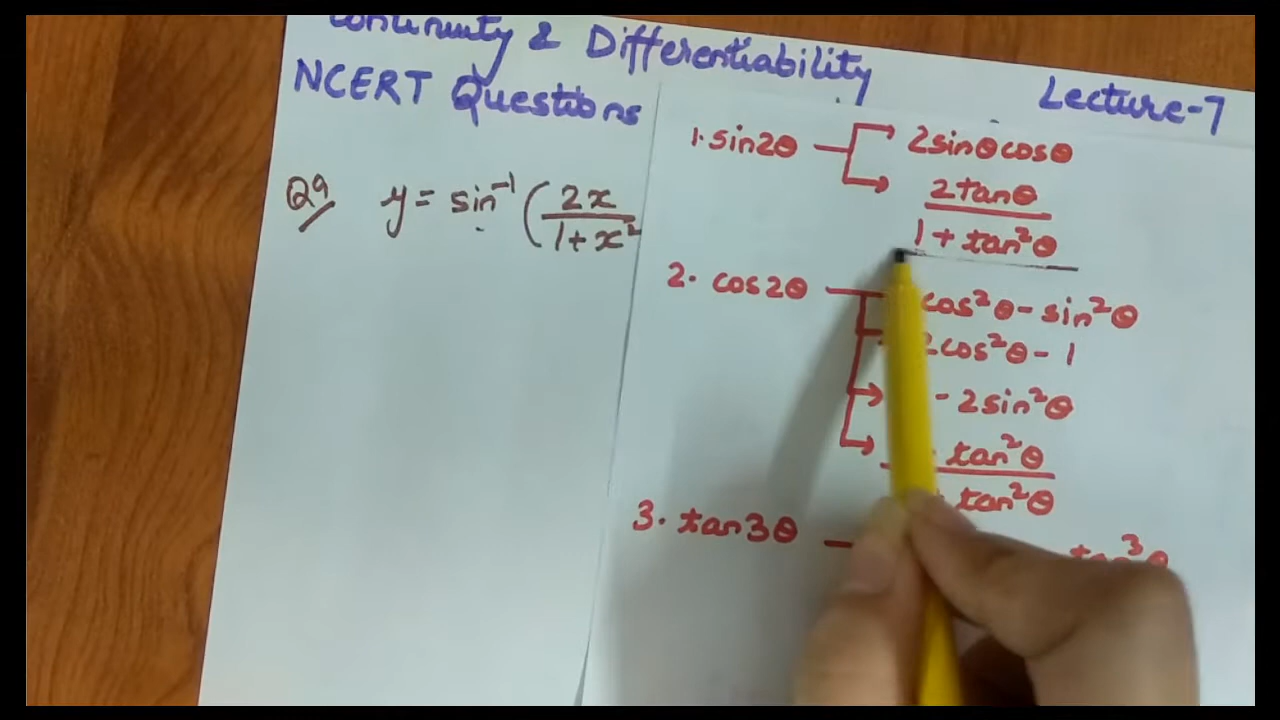 Continuity & Differentiability
NCERT Questions
Lecture-7
Q9 y = sin⁻¹ (2x/1+x²
1. sin2θ → 2sinθcosθ
→ 2tanθ/1 + tan²θ
2. cos2θ cos²θ - sin²θ
2cos²θ - 1
→ - 2sin²θ
→ tan²θ/tan²θ
3. tan3θ — tan³θ